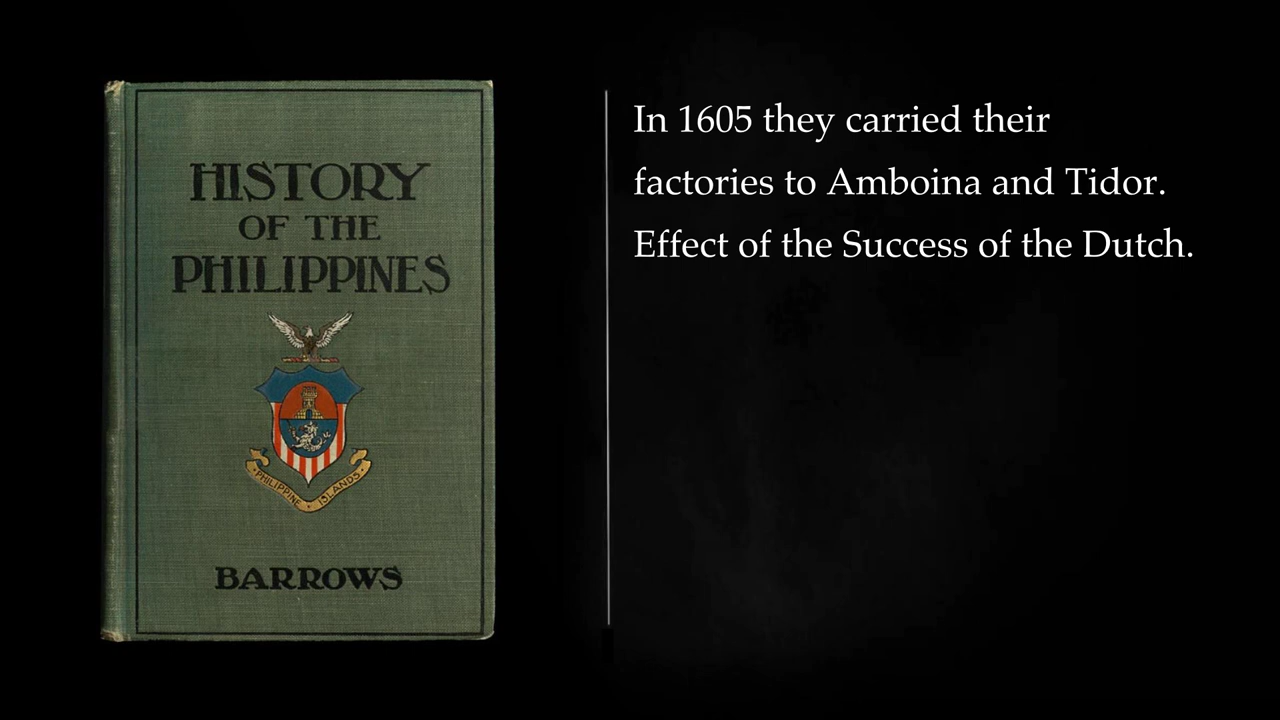 HISTORY
OF THE
PHILIPPINES
PHILIPPINE ISLANDS
BARROWS
In 1605 they carried their
factories to Amboina and Tidor.
Effect of the Success of the Dutch.